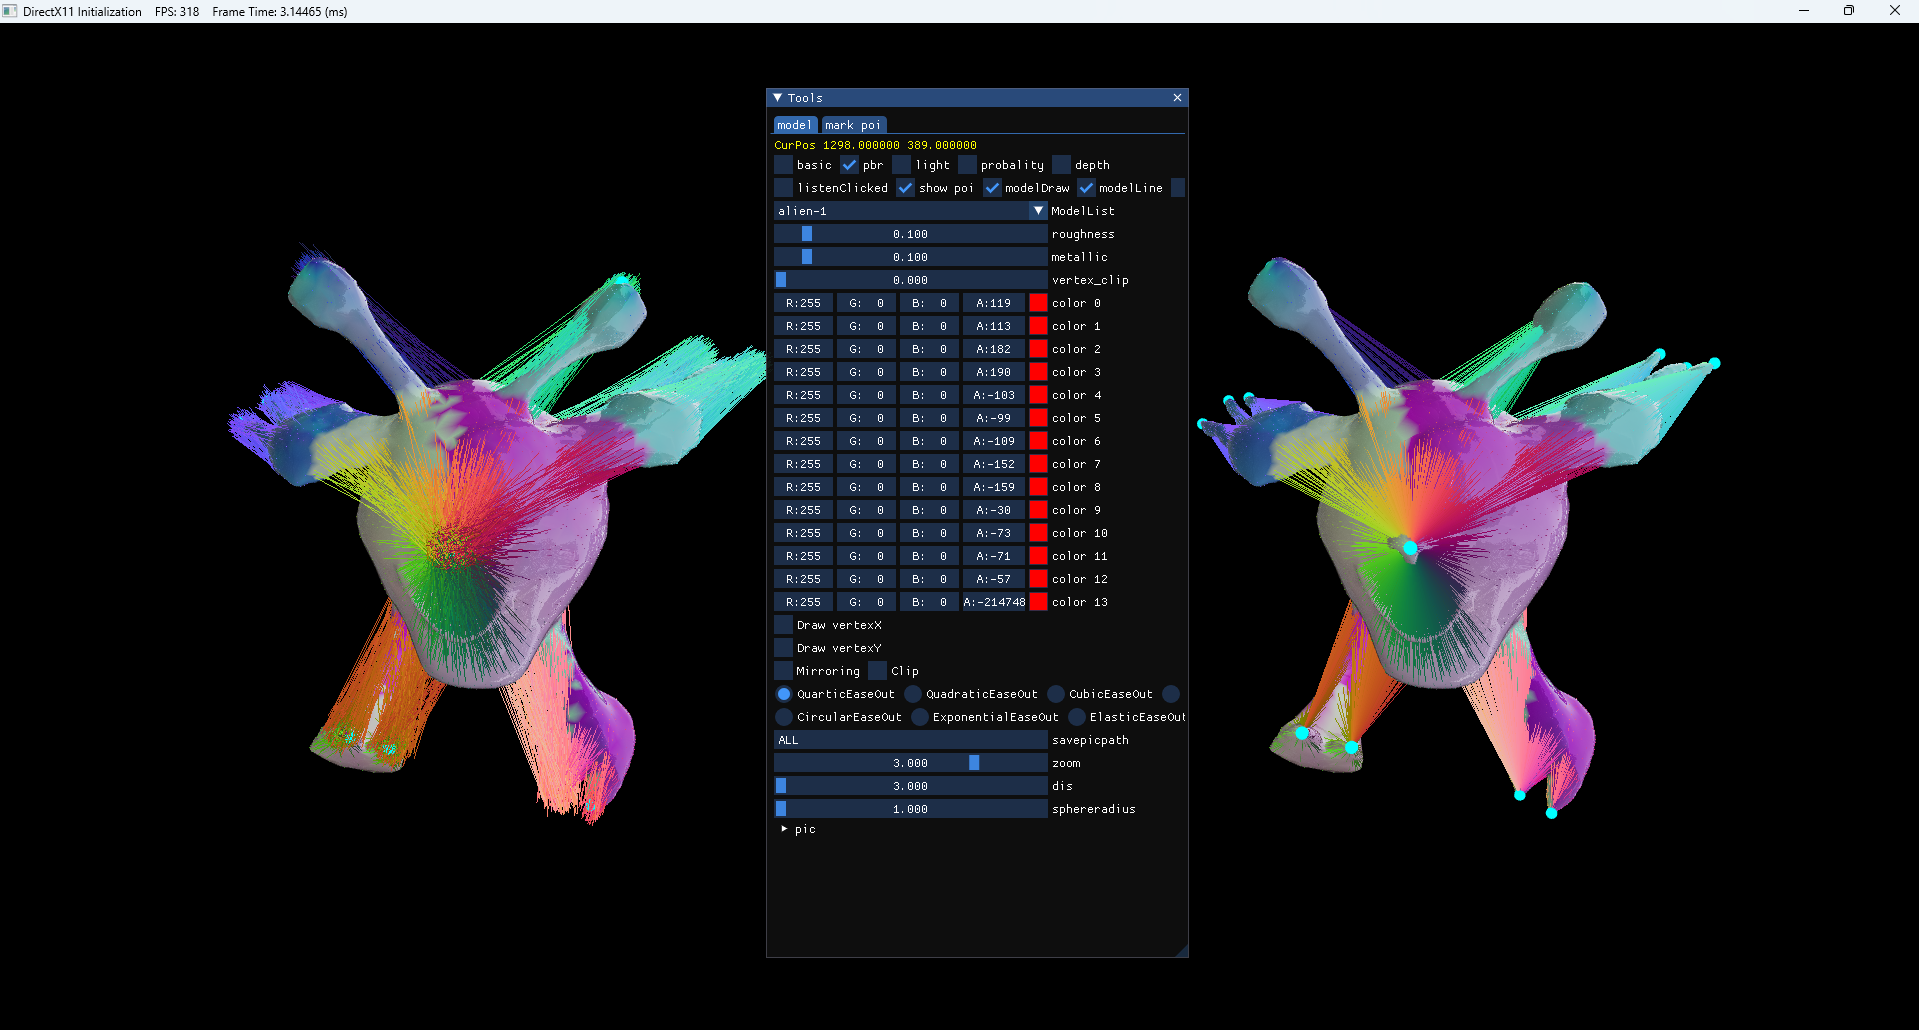 DirectX11 Initialization FPS: 318 Frame Time: 3.14465 (ms)
Tools
model mark poi
CurPos 1298.000000 389.000000
basic pbr light probality depth
listenClicked show poi modelDraw modelLine
alien-1 ModelList
0.100 roughness
0.100 metallic
0.000 vertex_clip
R:255 G: 0 B: 0 A:119 color 0
R:255 G: 0 B: 0 A:113 color 1
R:255 G: 0 B: 0 A:182 color 2
R:255 G: 0 B: 0 A:190 color 3
R:255 G: 0 B: 0 A:-103 color 4
R:255 G: 0 B: 0 A:-99 color 5
R:255 G: 0 B: 0 A:-109 color 6
R:255 G: 0 B: 0 A:-152 color 7
R:255 G: 0 B: 0 A:-159 color 8
R:255 G: 0 B: 0 A:-30 color 9
R:255 G: 0 B: 0 A:-73 color 10
R:255 G: 0 B: 0 A:-71 color 11
R:255 G: 0 B: 0 A:-57 color 12
R:255 G: 0 B: 0 A:-214748 color 13
Draw vertexX
Draw vertexY
Mirroring Clip
QuarticEaseOut QuadraticEaseOut CubicEaseOut
CircularEaseOut ExponentialEaseOut ElasticEaseOut
ALL savepicpath
3.000 zoom
3.000 dis
1.000 sphereradius
pic